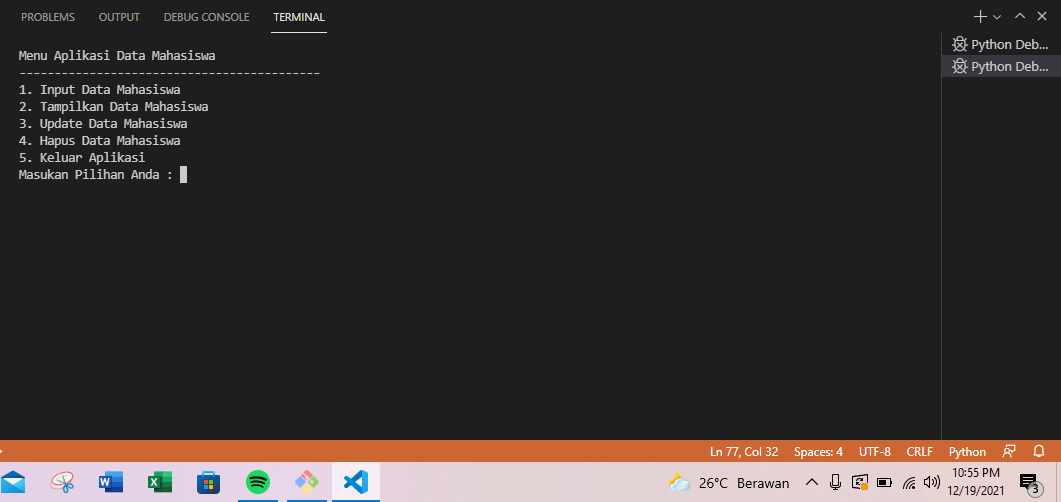 PROBLEMS OUTPUT DEBUG CONSOLE TERMINAL
Python Deb...
Python Deb...
Menu Aplikasi Data Mahasiswa
-------------------------------------------
1. Input Data Mahasiswa
2. Tampilkan Data Mahasiswa
3. Update Data Mahasiswa
4. Hapus Data Mahasiswa
5. Keluar Aplikasi
Masukan Pilihan Anda :
Ln 77, Col 32 Spaces: 4 UTF-8 CRLF Python
26°C Berawan
10:55 PM
12/19/2021
3